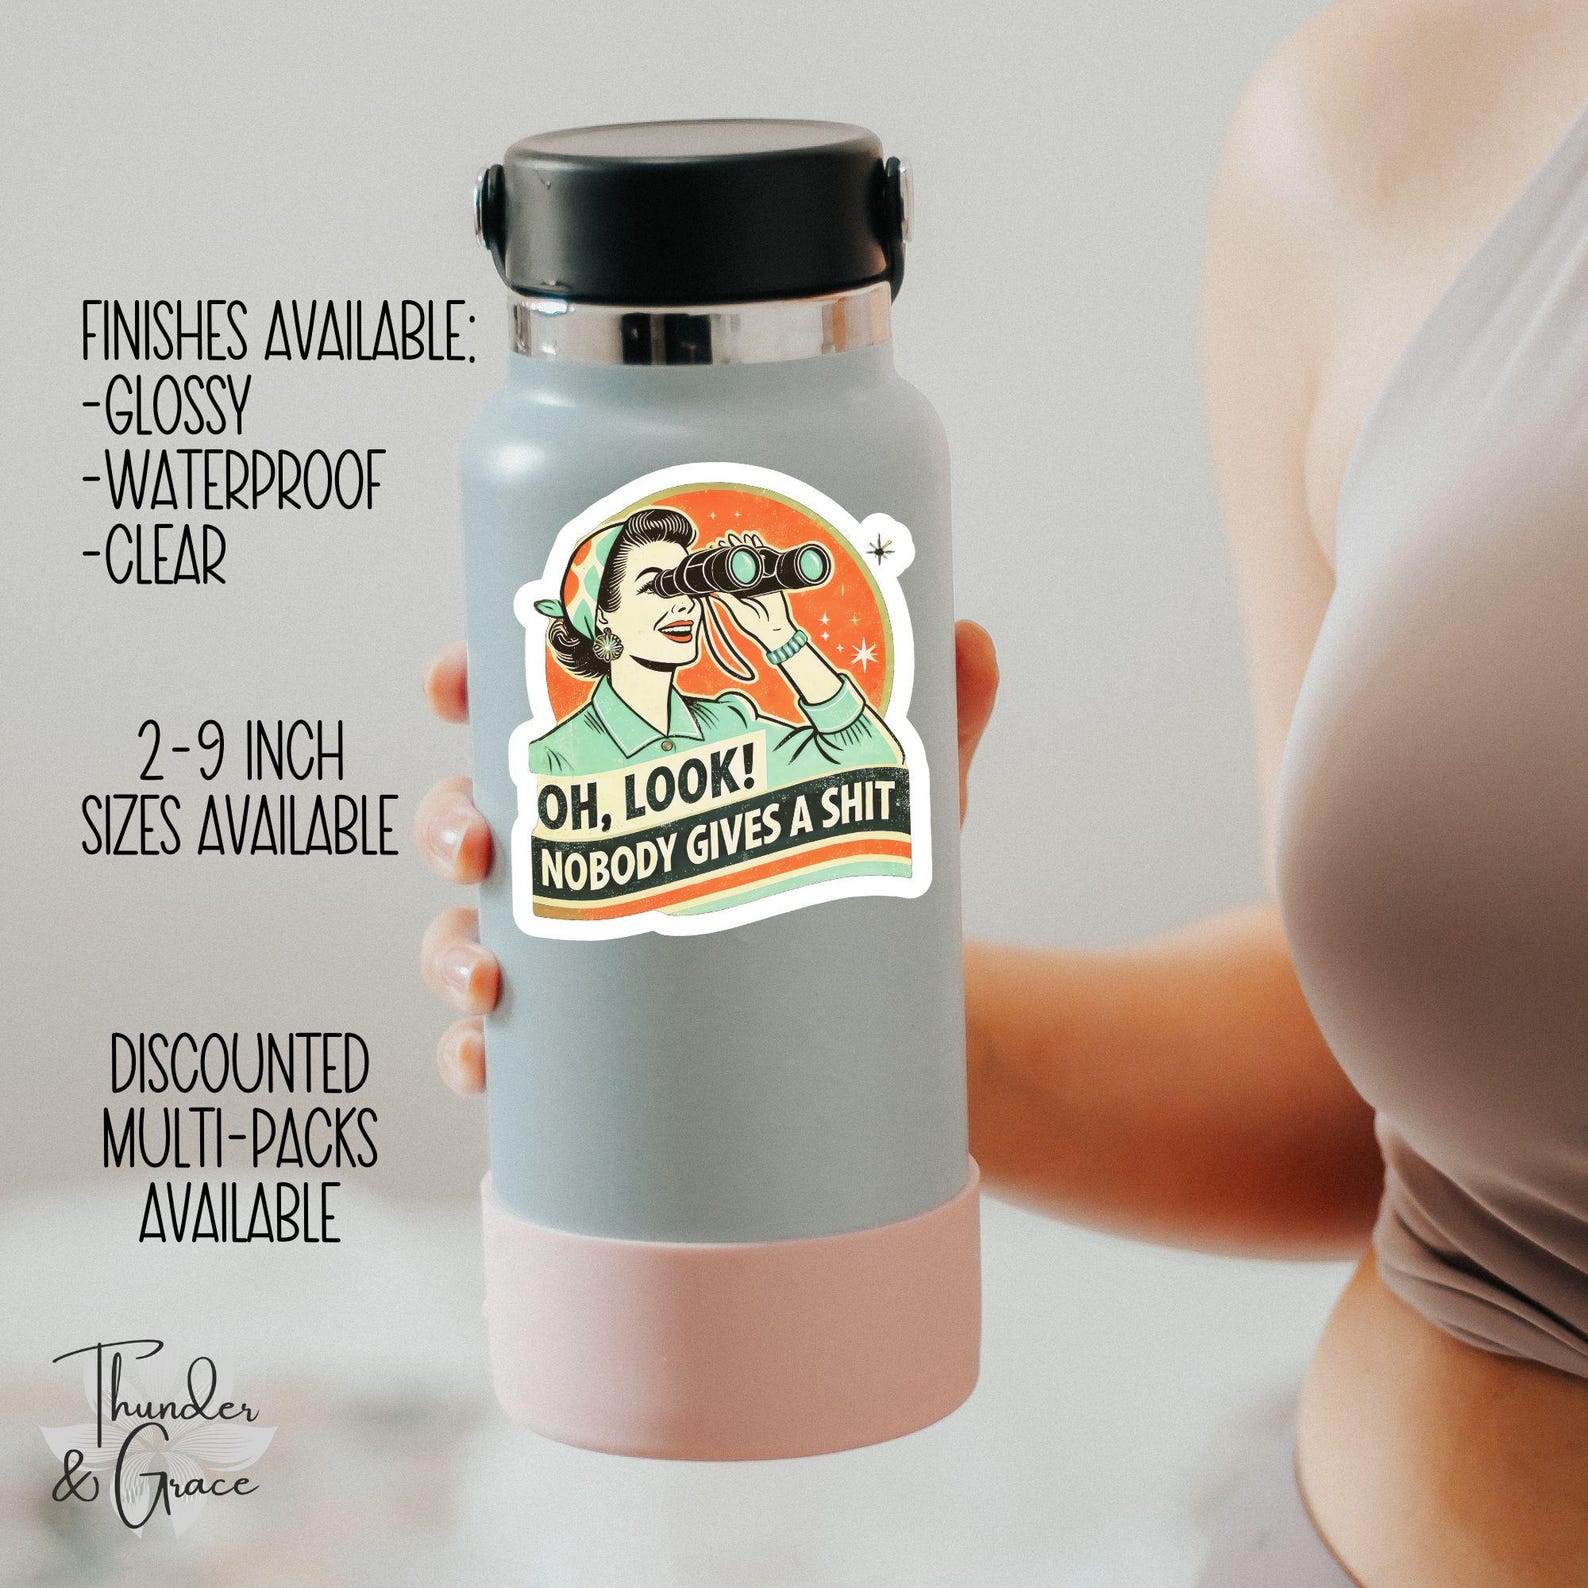 FINISHES AVAILABLE:
-GLOSSY
-WATERPROOF
-CLEAR
2-9 INCH
SIZES AVAILABLE
DISCOUNTED
MULTI-PACKS
AVAILABLE
OH, LOOK!
NOBODY GIVES A SHIT
Thunder
& Grace